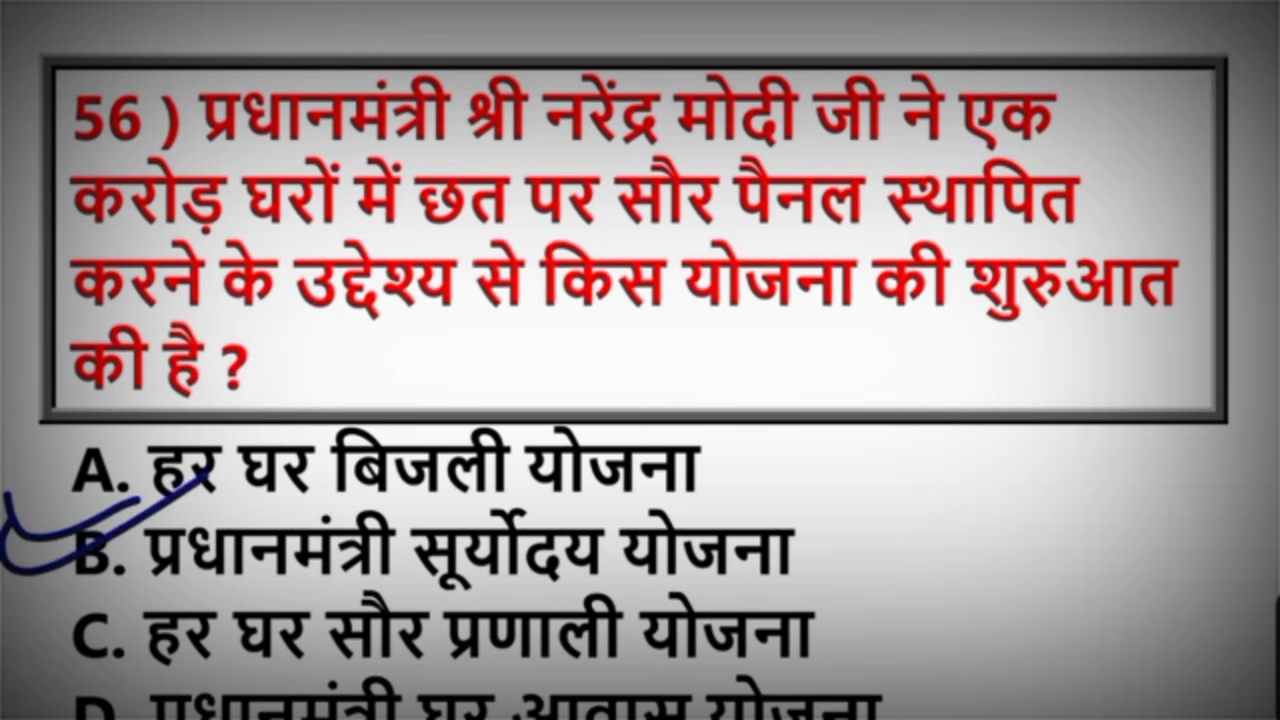 56 ) प्रधानमंत्री श्री नरेंद्र मोदी जी ने एक
करोड़ घरों में छत पर सौर पैनल स्थापित
करने के उद्देश्य से किस योजना की शुरुआत
की है ?
A. हर घर बिजली योजना
B. प्रधानमंत्री सूर्योदय योजना
C. हर घर सौर प्रणाली योजना
D. प्रधानमंत्री घर आवास योजना